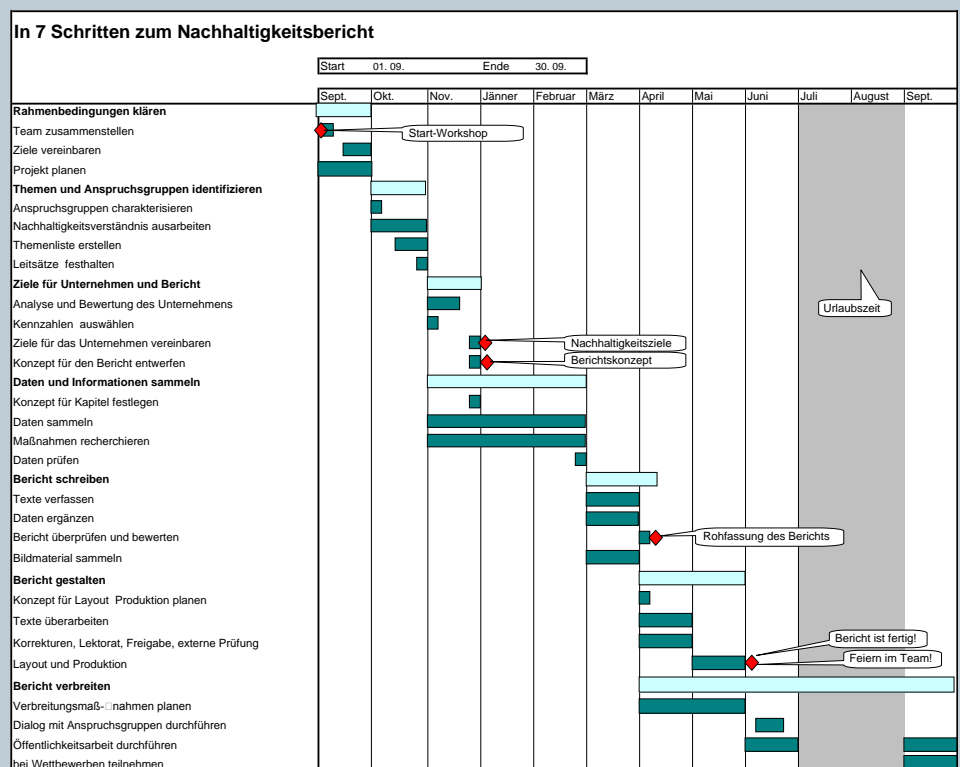 In 7 Schritten zum Nachhaltigkeitsbericht
Start 01. 09. Ende 30. 09.
Sept. Okt. Nov. Jänner Februar März April Mai Juni Juli August Sept.
Rahmenbedingungen klären
Team zusammenstellen
Start-Workshop
Ziele vereinbaren
Projekt planen
Themen und Anspruchsgruppen identifizieren
Anspruchsgruppen charakterisieren
Nachhaltigkeitsverständnis ausarbeiten
Themenliste erstellen
Leitsätze festhalten
Ziele für Unternehmen und Bericht
Analyse und Bewertung des Unternehmens
Urlaubszeit
Kennzahlen auswählen
Ziele für das Unternehmen vereinbaren
Nachhaltigkeitsziele
Konzept für den Bericht entwerfen
Berichtskonzept
Daten und Informationen sammeln
Konzept für Kapitel festlegen
Daten sammeln
Maßnahmen recherchieren
Daten prüfen
Bericht schreiben
Texte verfassen
Daten ergänzen
Bericht überprüfen und bewerten
Rohfassung des Berichts
Bildmaterial sammeln
Bericht gestalten
Konzept für Layout Produktion planen
Texte überarbeiten
Korrekturen, Lektorat, Freigabe, externe Prüfung
Bericht ist fertig!
Layout und Produktion
Feiern im Team!
Bericht verbreiten
Verbreitungsmaß-□nahmen planen
Dialog mit Anspruchsgruppen durchführen
Öffentlichkeitsarbeit durchführen
bei Wettbewerben teilnehmen